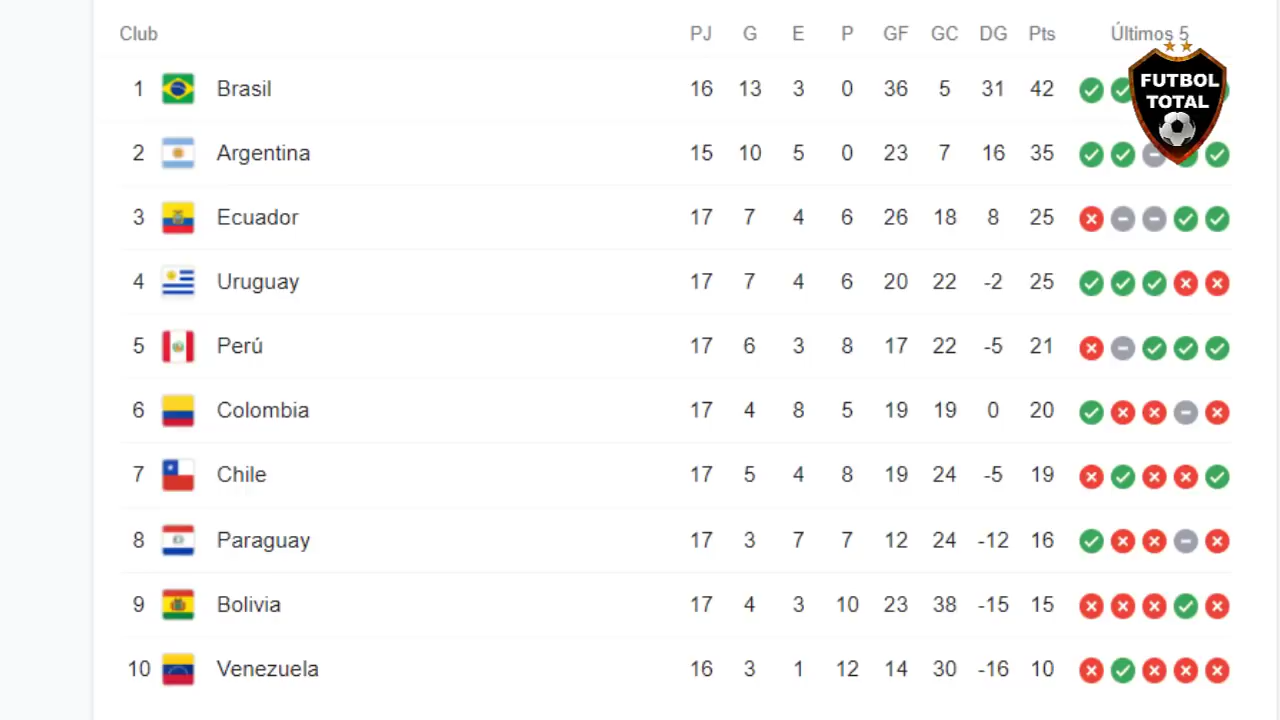 Club PJ G E P GF GC DG Pts Últimos 5
1 Brasil 16 13 3 0 36 5 31 42
FUTBOL
TOTAL
2 Argentina 15 10 5 0 23 7 16 35
3 Ecuador 17 7 4 6 26 18 8 25
4 Uruguay 17 7 4 6 20 22 -2 25
5 Perú 17 6 3 8 17 22 -5 21
6 Colombia 17 4 8 5 19 19 0 20
7 Chile 17 5 4 8 19 24 -5 19
8 Paraguay 17 3 7 7 12 24 -12 16
9 Bolivia 17 4 3 10 23 38 -15 15
10 Venezuela 16 3 1 12 14 30 -16 10